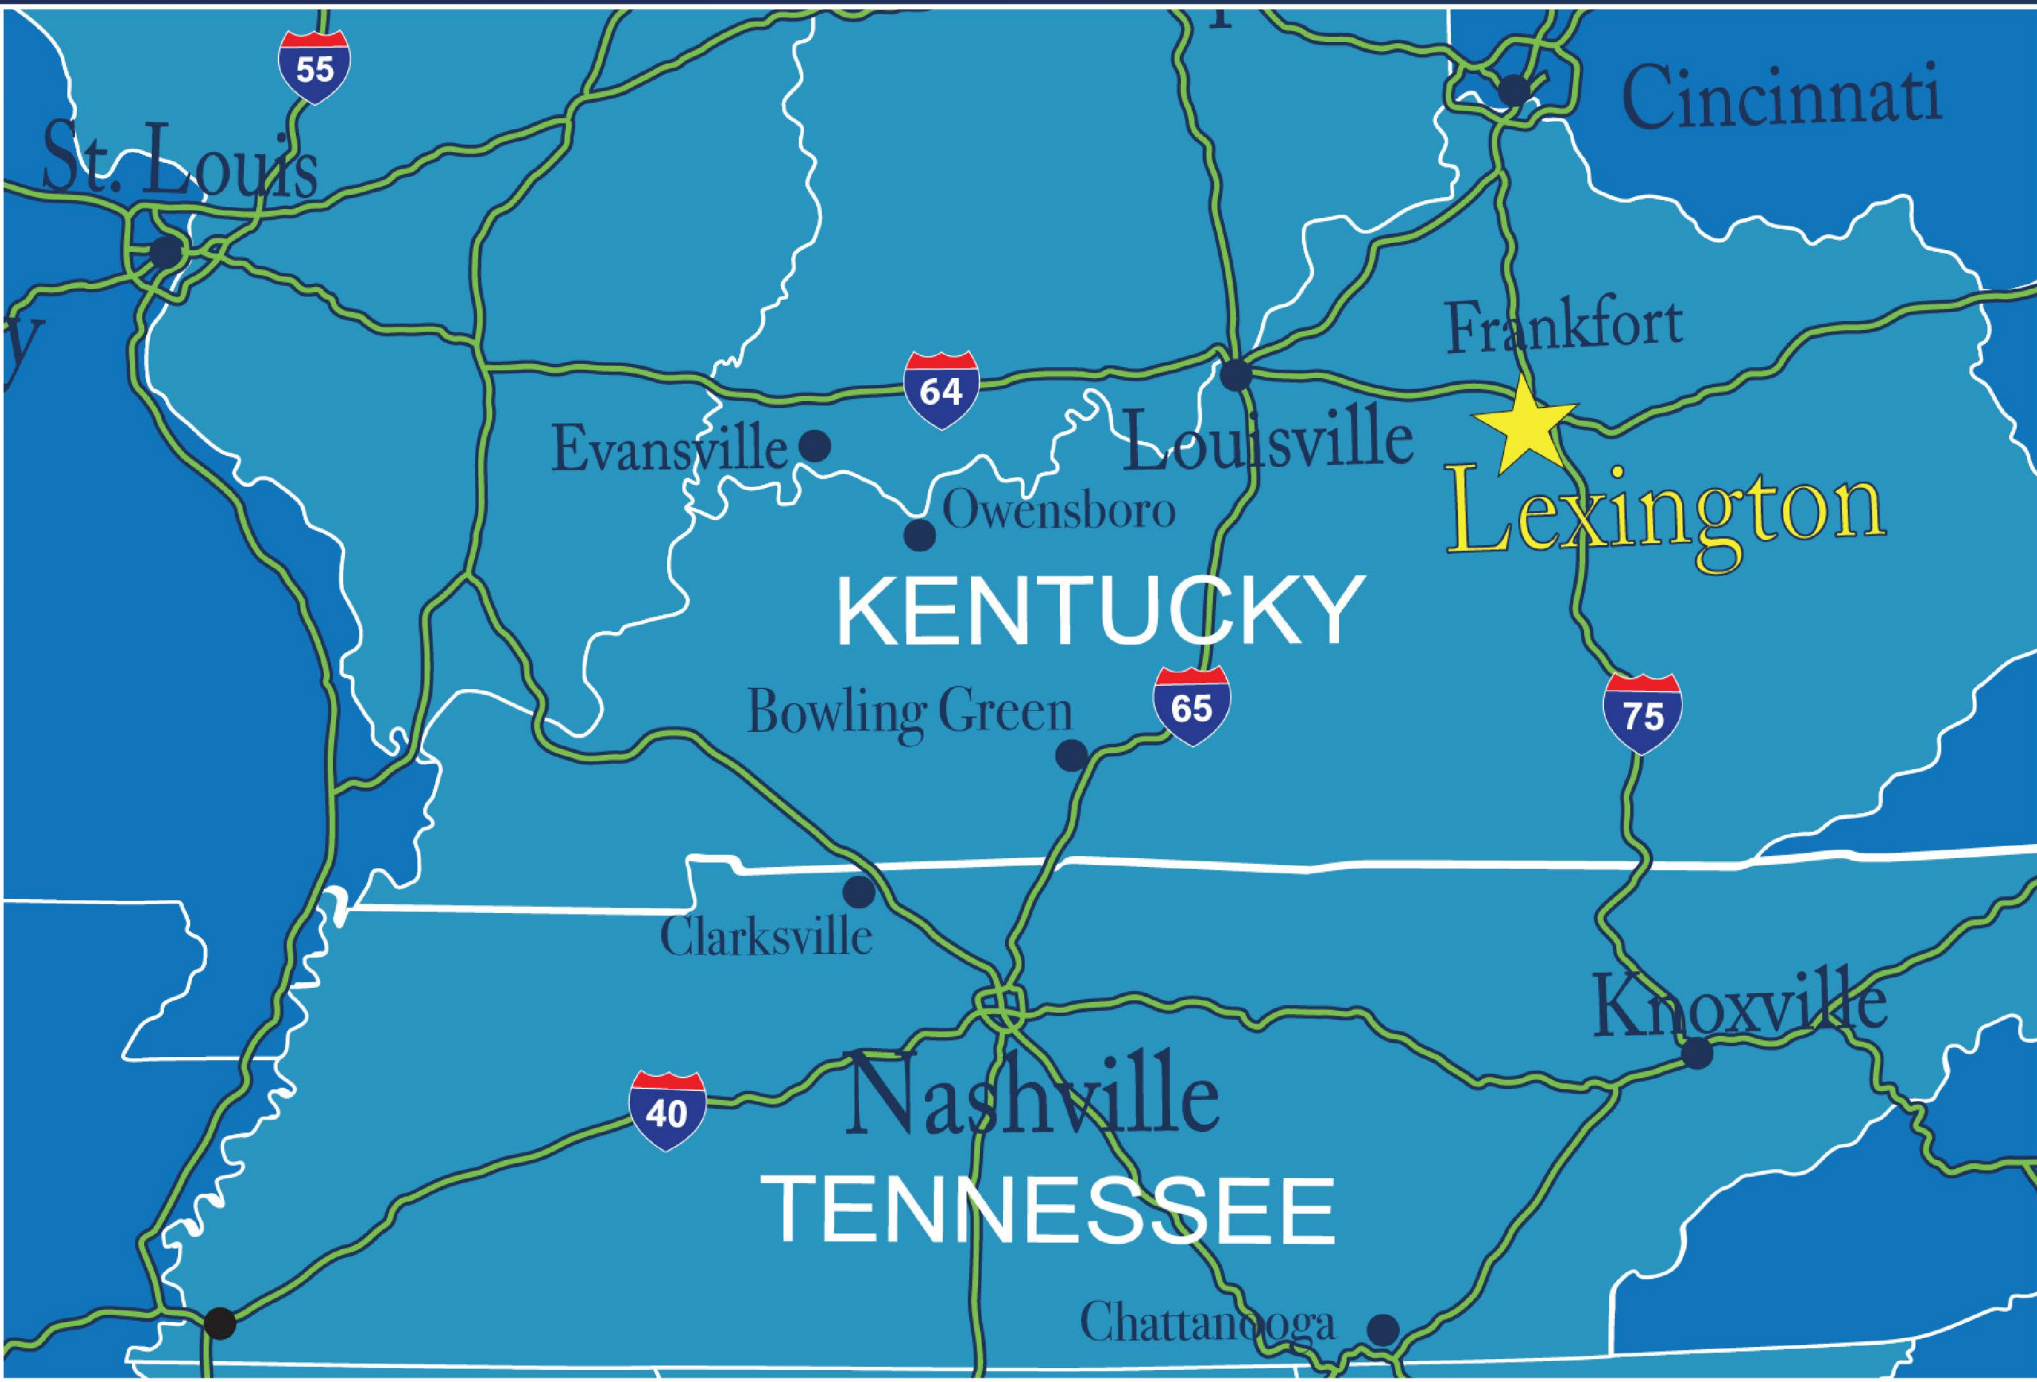 55
Cincinnati
St. Louis
Frankfort
64
Evansville
Louisville
Lexington
Owensboro
KENTUCKY
Bowling Green
65
75
Clarksville
Knoxville
Nashville
40
TENNESSEE
Chattanooga